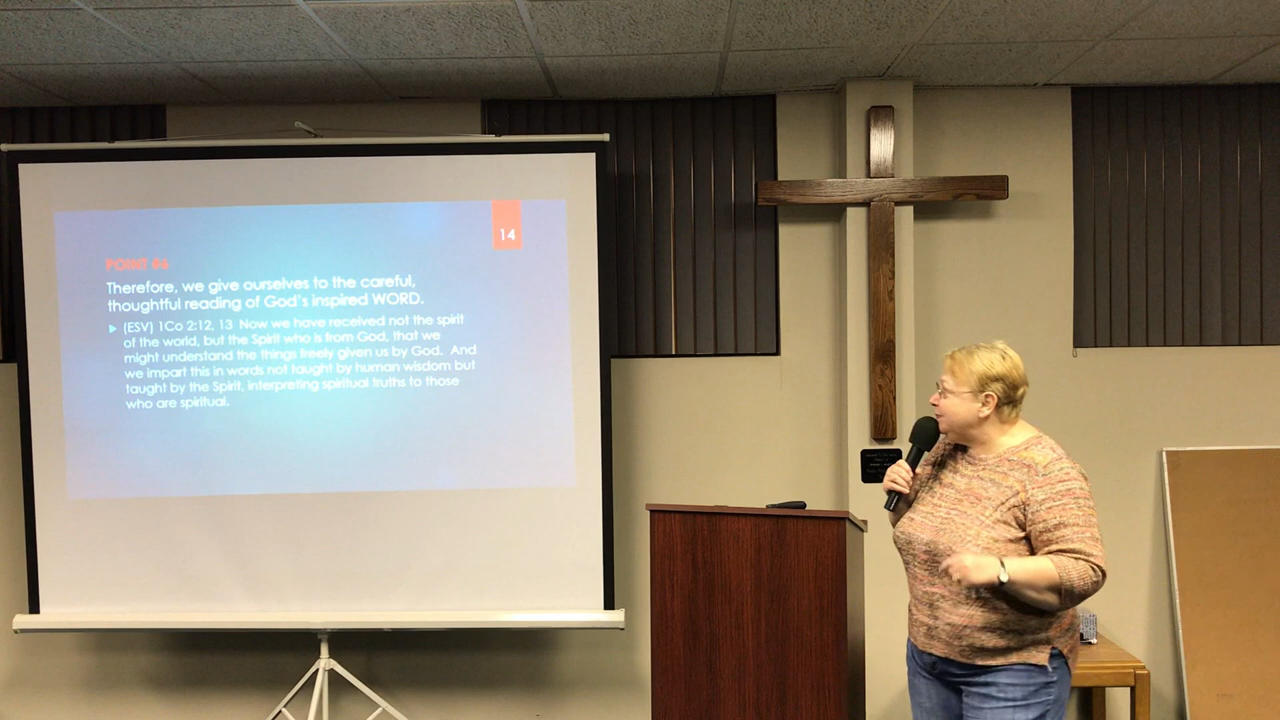 14
POINT #6
Therefore, we give ourselves to the careful,
thoughtful reading of God's inspired WORD.
(ESV) 1Co 2:12, 13 Now we have received not the spirit
of the world, but the Spirit who is from God, that we
might understand the things freely given us by God. And
we impart this in words not taught by human wisdom but
taught by the Spirit, interpreting spiritual truths to those
who are spiritual.